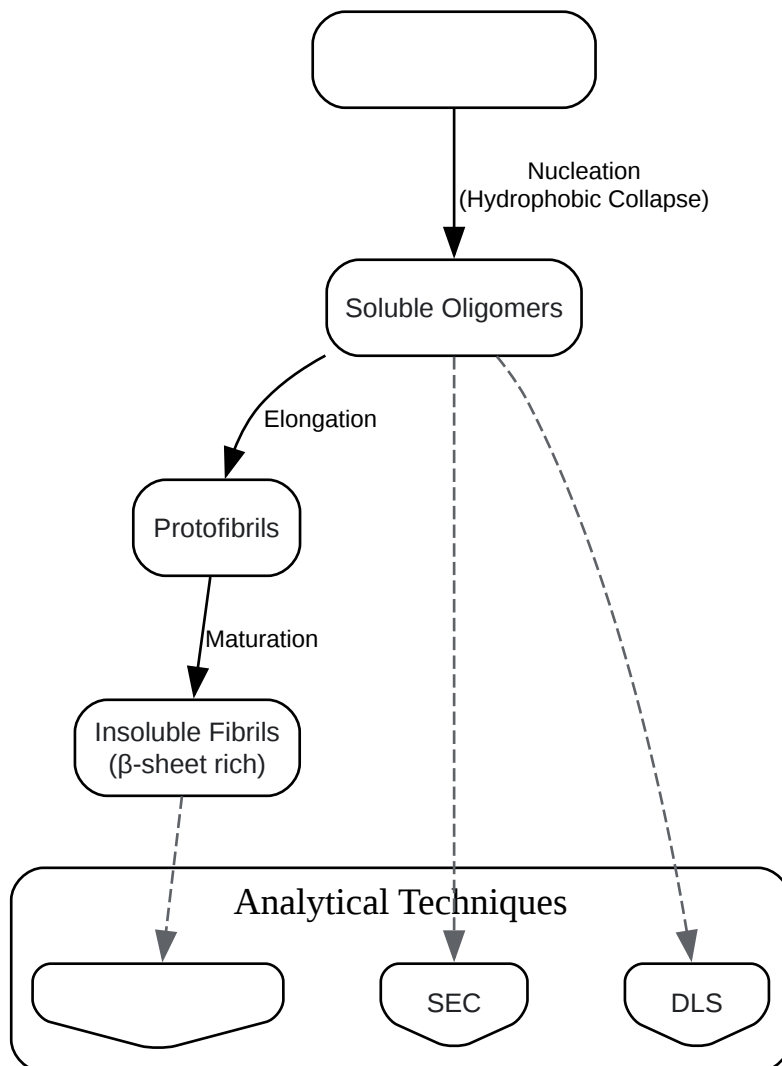 Nucleation
(Hydrophobic Collapse)
Soluble Oligomers
Elongation
Protofibrils
Maturation
Insoluble Fibrils
(β-sheet rich)
Analytical Techniques
SEC
DLS